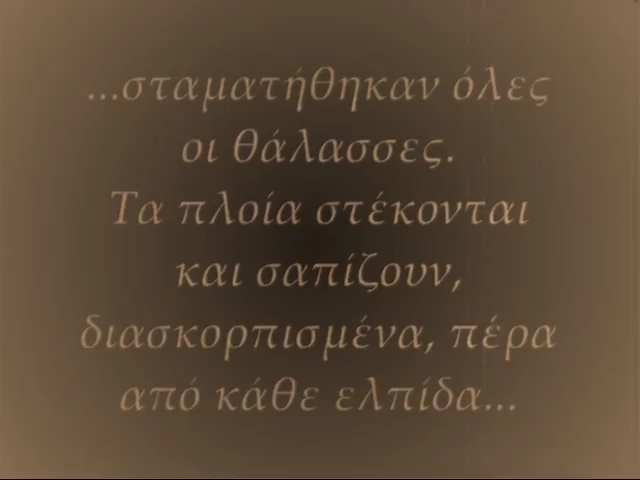 ...σταματήθηκαν όλες
οι θάλασσες.
Τα πλοία στέκονται
και σαπίζουν,
διασκορπισμένα, πέρα
από κάθε ελπίδα...